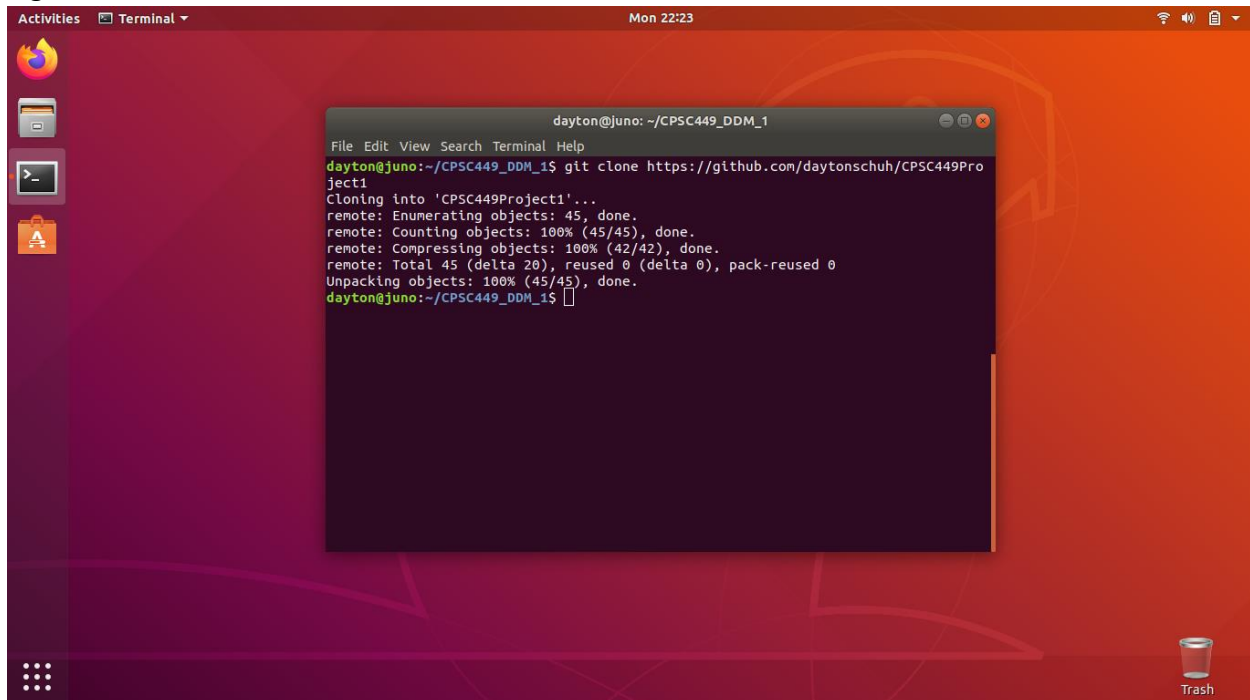 Activities Terminal Mon 22:23
dayton@juno: ~/CPSC449_DDM_1
File Edit View Search Terminal Help
dayton@juno:~/CPSC449_DDM_1$ git clone https://github.com/daytonschuh/CPSC449Pro
ject1
Cloning into 'CPSC449Project1'...
remote: Enumerating objects: 45, done.
remote: Counting objects: 100% (45/45), done.
remote: Compressing objects: 100% (42/42), done.
remote: Total 45 (delta 20), reused 0 (delta 0), pack-reused 0
Unpacking objects: 100% (45/45), done.
dayton@juno:~/CPSC449_DDM_1$
Trash